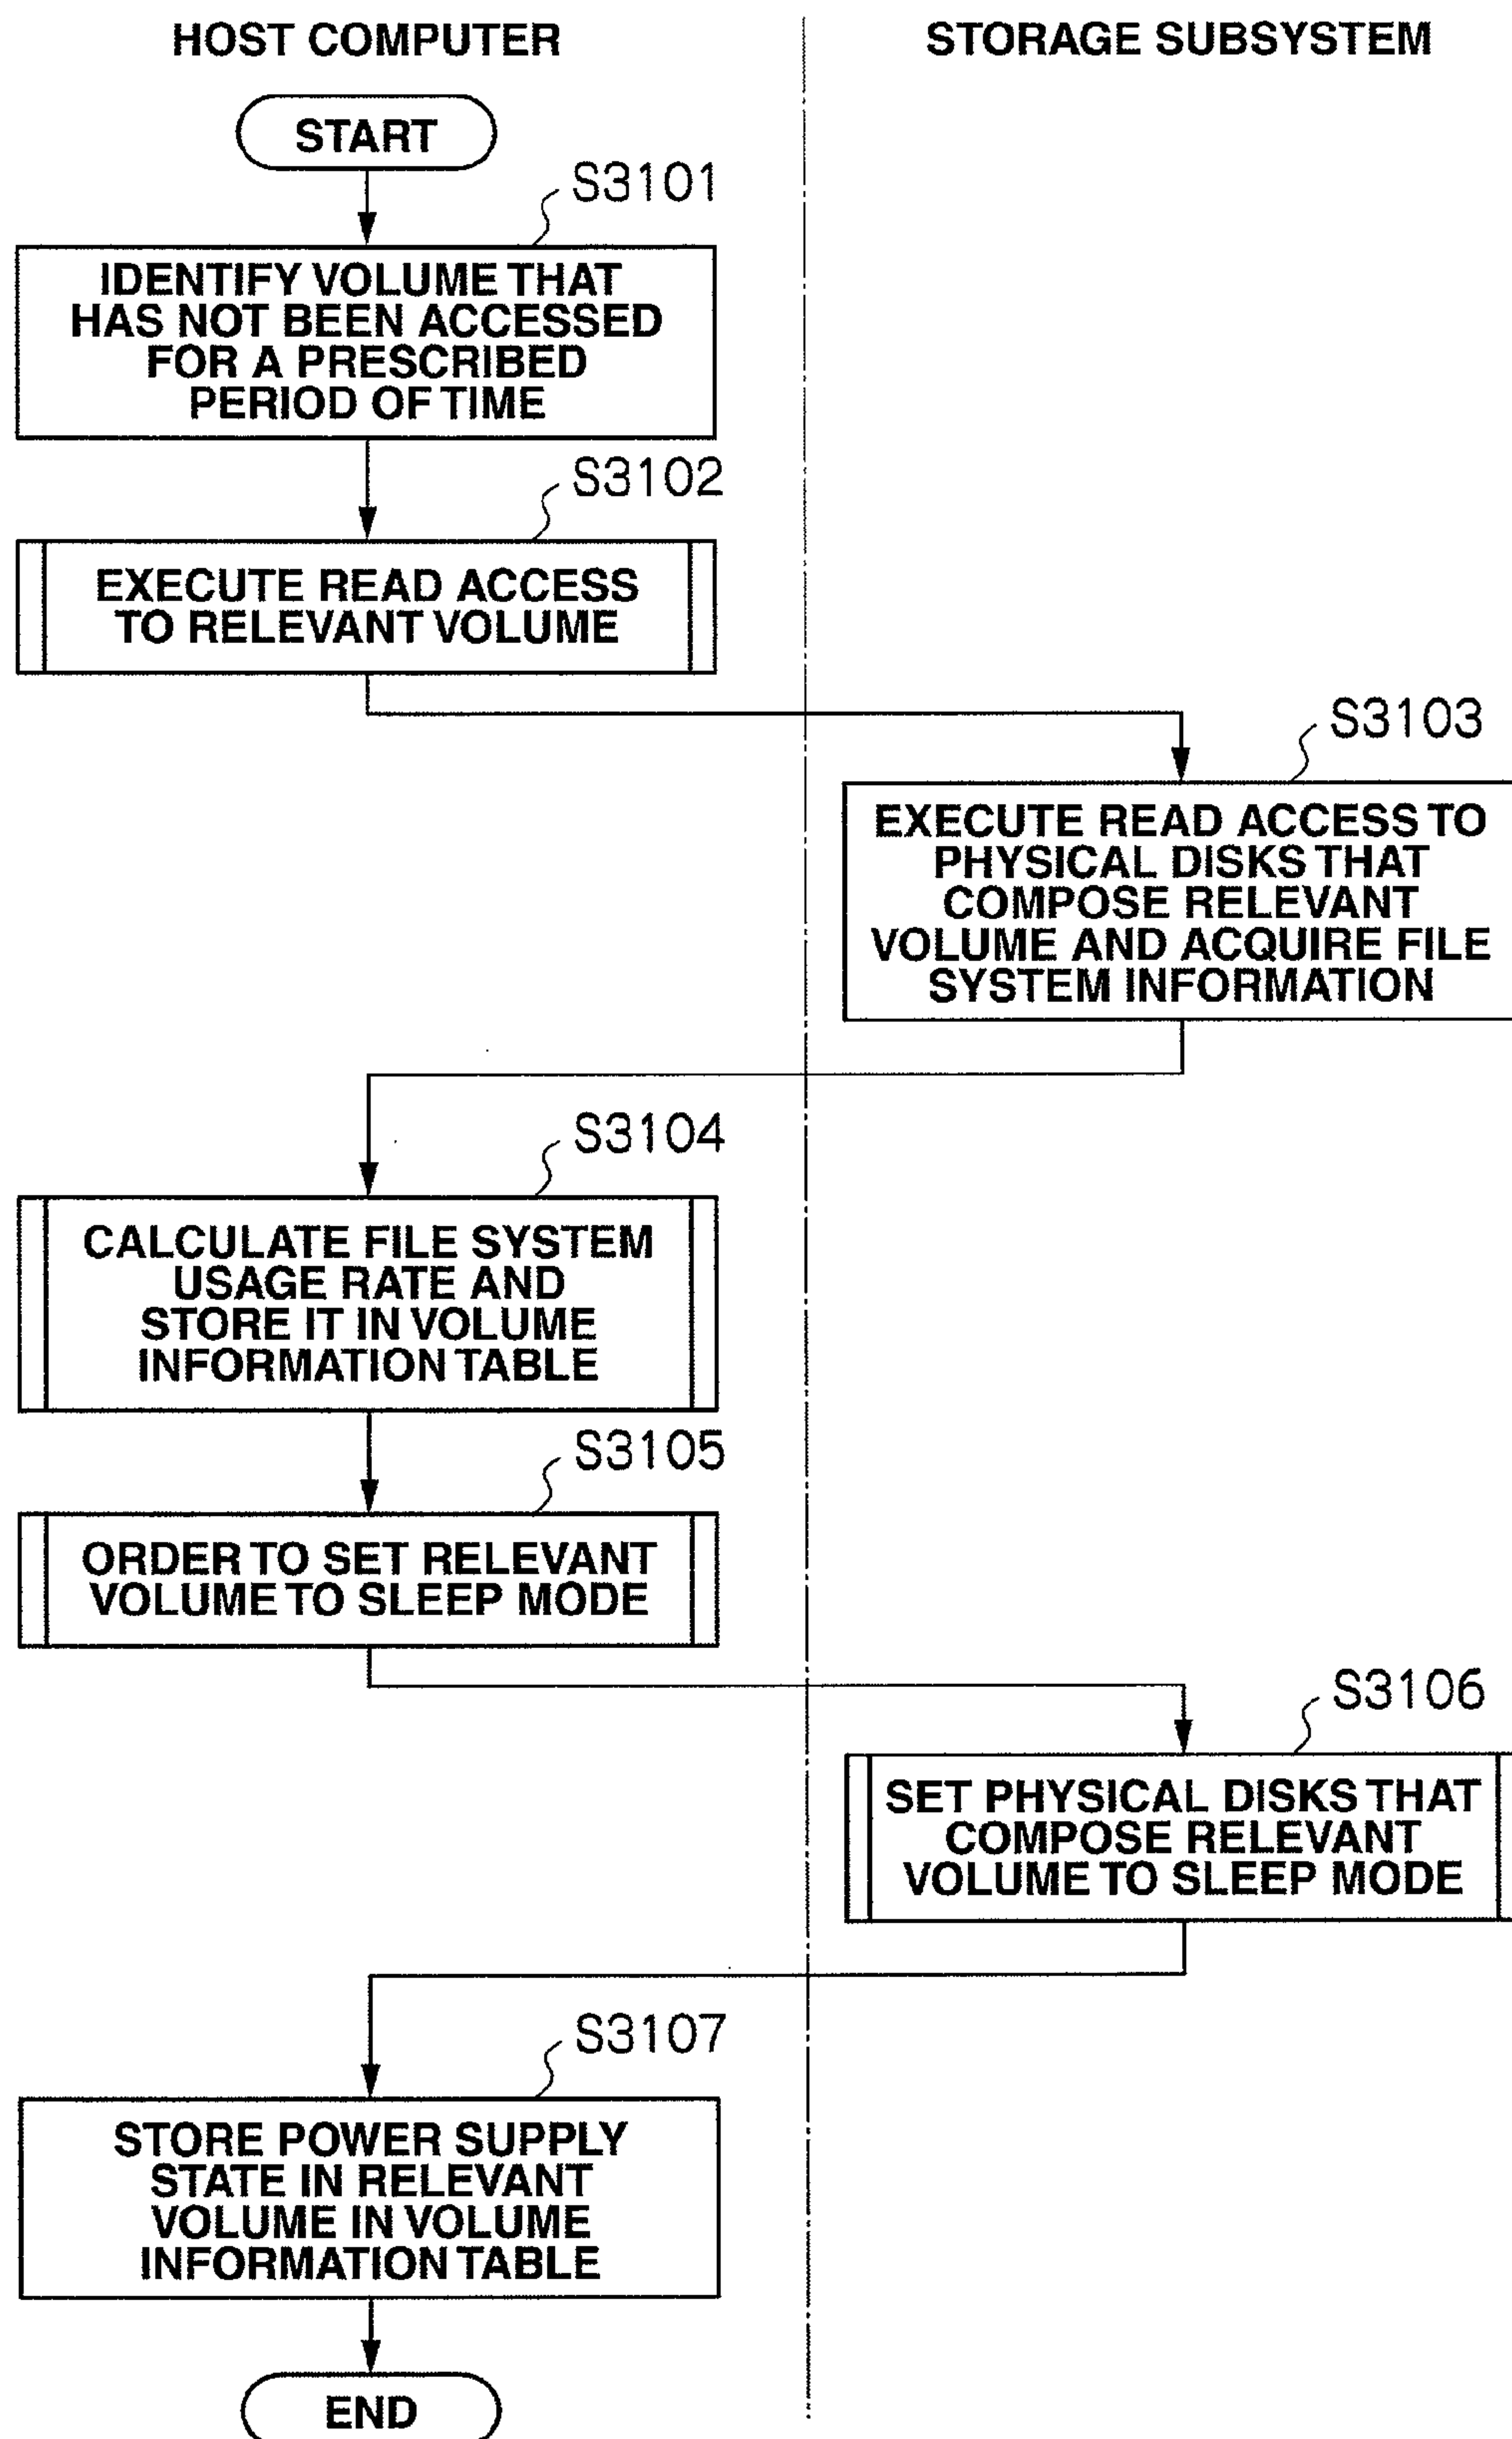 HOST COMPUTER
STORAGE SUBSYSTEM
START
S3101
IDENTIFY VOLUME THAT
HAS NOT BEEN ACCESSED
FOR A PRESCRIBED
PERIOD OF TIME
S3102
EXECUTE READ ACCESS
TO RELEVANT VOLUME
S3103
EXECUTE READ ACCESS TO
PHYSICAL DISKS THAT
COMPOSE RELEVANT
VOLUME AND ACQUIRE FILE
SYSTEM INFORMATION
S3104
CALCULATE FILE SYSTEM
USAGE RATE AND
STORE IT IN VOLUME
INFORMATION TABLE
S3105
ORDER TO SET RELEVANT
VOLUME TO SLEEP MODE
S3106
SET PHYSICAL DISKS THAT
COMPOSE RELEVANT
VOLUME TO SLEEP MODE
S3107
STORE POWER SUPPLY
STATE IN RELEVANT
VOLUME IN VOLUME
INFORMATION TABLE
END